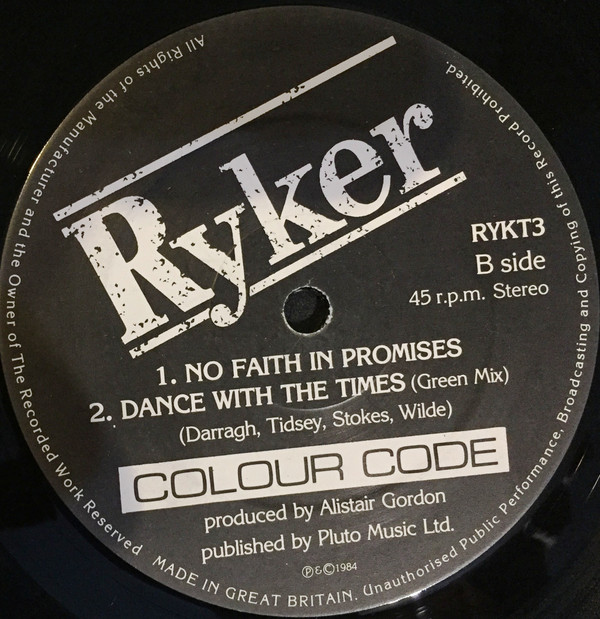 Ryker
RYKT3
B side
45 r.p.m. Stereo
1. NO FAITH IN PROMISES
2. DANCE WITH THE TIMES (Green Mix)
(Darragh, Tidsey, Stokes, Wilde)
COLOUR CODE
produced by Alistair Gordon
published by Pluto Music Ltd.
℗&©1984
All Rights of the Manufacturer and the Owner of The Recorded Work Reserved MADE IN GREAT BRITAIN. Unauthorised Public Performance, Broadcasting and Copying of this Record Prohibited.